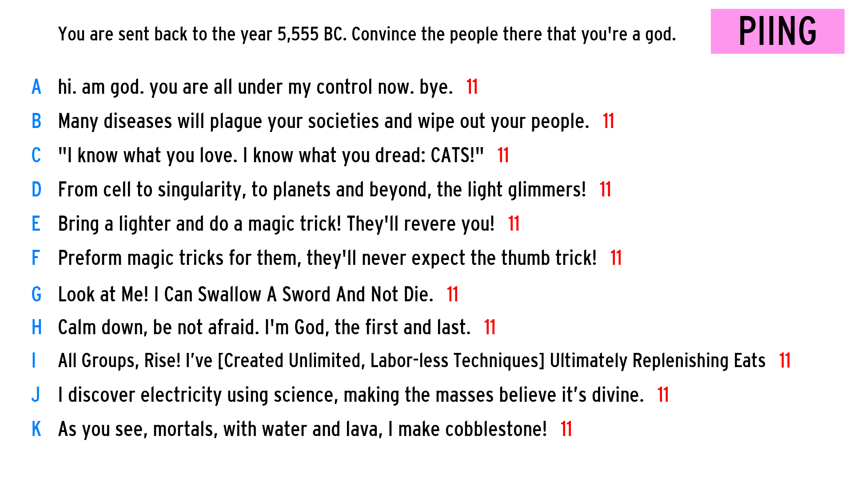 You are sent back to the year 5,555 BC. Convince the people there that you're a god.
PIING
A hi. am god. you are all under my control now. bye. 11
B Many diseases will plague your societies and wipe out your people. 11
C "I know what you love. I know what you dread: CATS!" 11
D From cell to singularity, to planets and beyond, the light glimmers! 11
E Bring a lighter and do a magic trick! They'll revere you! 11
F Preform magic tricks for them, they'll never expect the thumb trick! 11
G Look at Me! I Can Swallow A Sword And Not Die. 11
H Calm down, be not afraid. I'm God, the first and last. 11
I All Groups, Rise! I’ve [Created Unlimited, Labor-less Techniques] Ultimately Replenishing Eats 11
J I discover electricity using science, making the masses believe it’s divine. 11
K As you see, mortals, with water and lava, I make cobblestone! 11